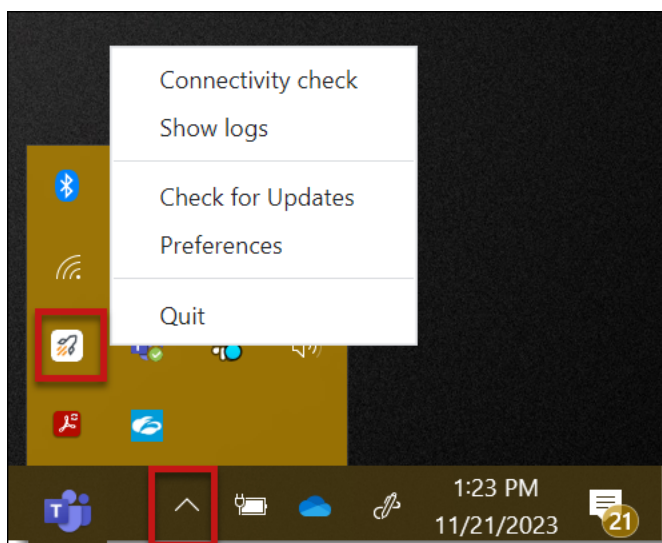 Connectivity check
Show logs
Check for Updates
Preferences
Quit
T
1:23 PM
11/21/2023
21